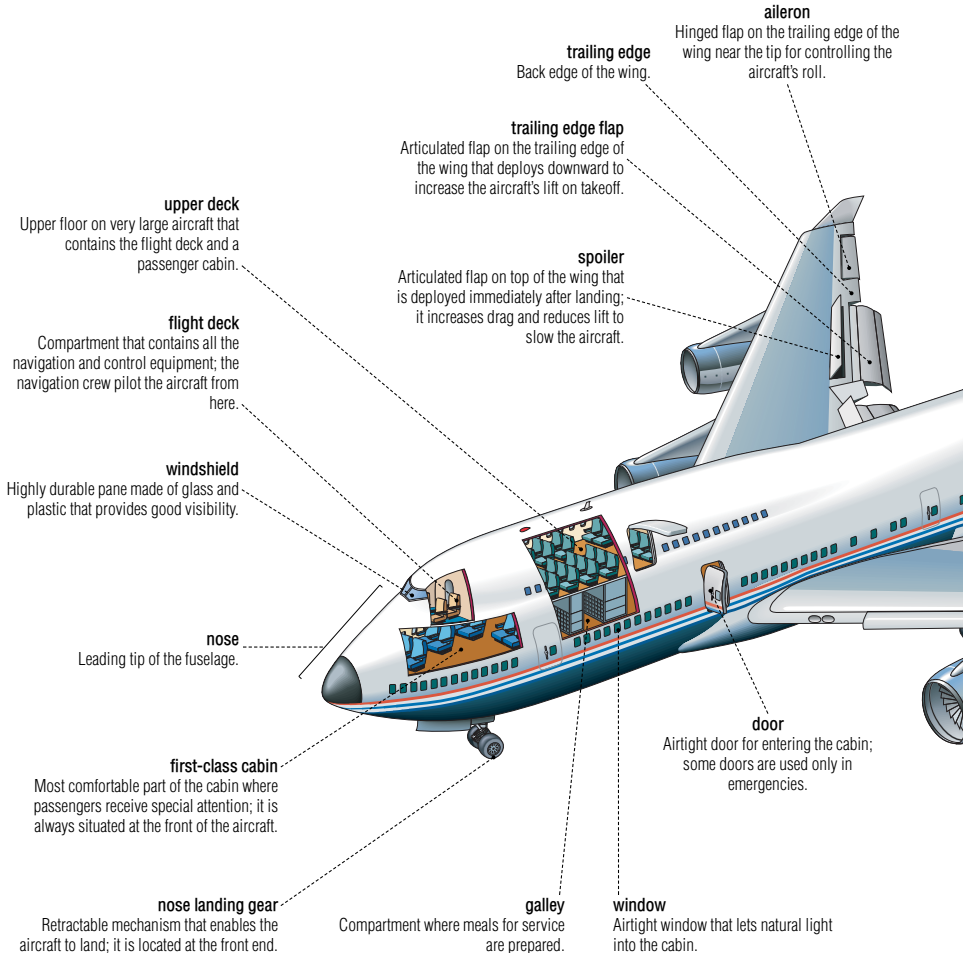 aileron
Hinged flap on the trailing edge of the
wing near the tip for controlling the
aircraft's roll.
trailing edge
Back edge of the wing.
trailing edge flap
Articulated flap on the trailing edge of
the wing that deploys downward to
increase the aircraft's lift on takeoff.
upper deck
Upper floor on very large aircraft that
contains the flight deck and a
passenger cabin.
spoiler
Articulated flap on top of the wing that
is deployed immediately after landing;
it increases drag and reduces lift to
slow the aircraft.
flight deck
Compartment that contains all the
navigation and control equipment; the
navigation crew pilot the aircraft from
here.
windshield
Highly durable pane made of glass and
plastic that provides good visibility.
nose
Leading tip of the fuselage.
door
Airtight door for entering the cabin;
some doors are used only in
emergencies.
first-class cabin
Most comfortable part of the cabin where
passengers receive special attention; it is
always situated at the front of the aircraft.
nose landing gear
Retractable mechanism that enables the
aircraft to land; it is located at the front end.
galley
Compartment where meals for service
are prepared.
window
Airtight window that lets natural light
into the cabin.